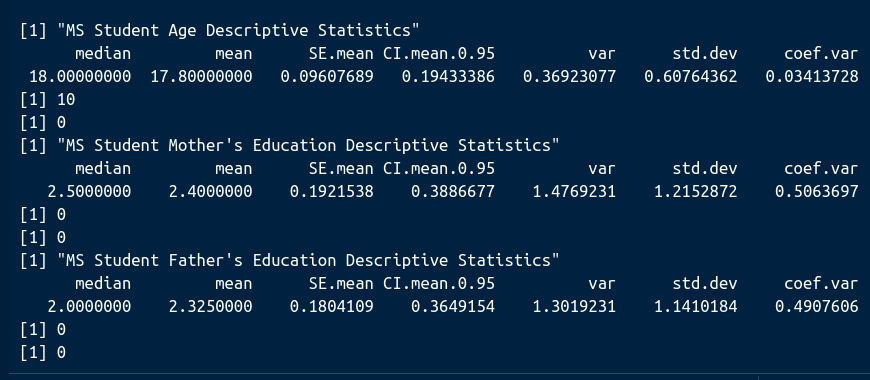 [1] "MS Student Age Descriptive Statistics"
median mean SE.mean CI.mean.0.95 var std.dev coef.var
18.00000000 17.80000000 0.09607689 0.19433386 0.36923077 0.60764362 0.03413728
[1] 10
[1] 0
[1] "MS Student Mother's Education Descriptive Statistics"
median mean SE.mean CI.mean.0.95 var std.dev coef.var
2.5000000 2.4000000 0.1921538 0.3886677 1.4769231 1.2152872 0.5063697
[1] 0
[1] 0
[1] "MS Student Father's Education Descriptive Statistics"
median mean SE.mean CI.mean.0.95 var std.dev coef.var
2.0000000 2.3250000 0.1804109 0.3649154 1.3019231 1.1410184 0.4907606
[1] 0
[1] 0